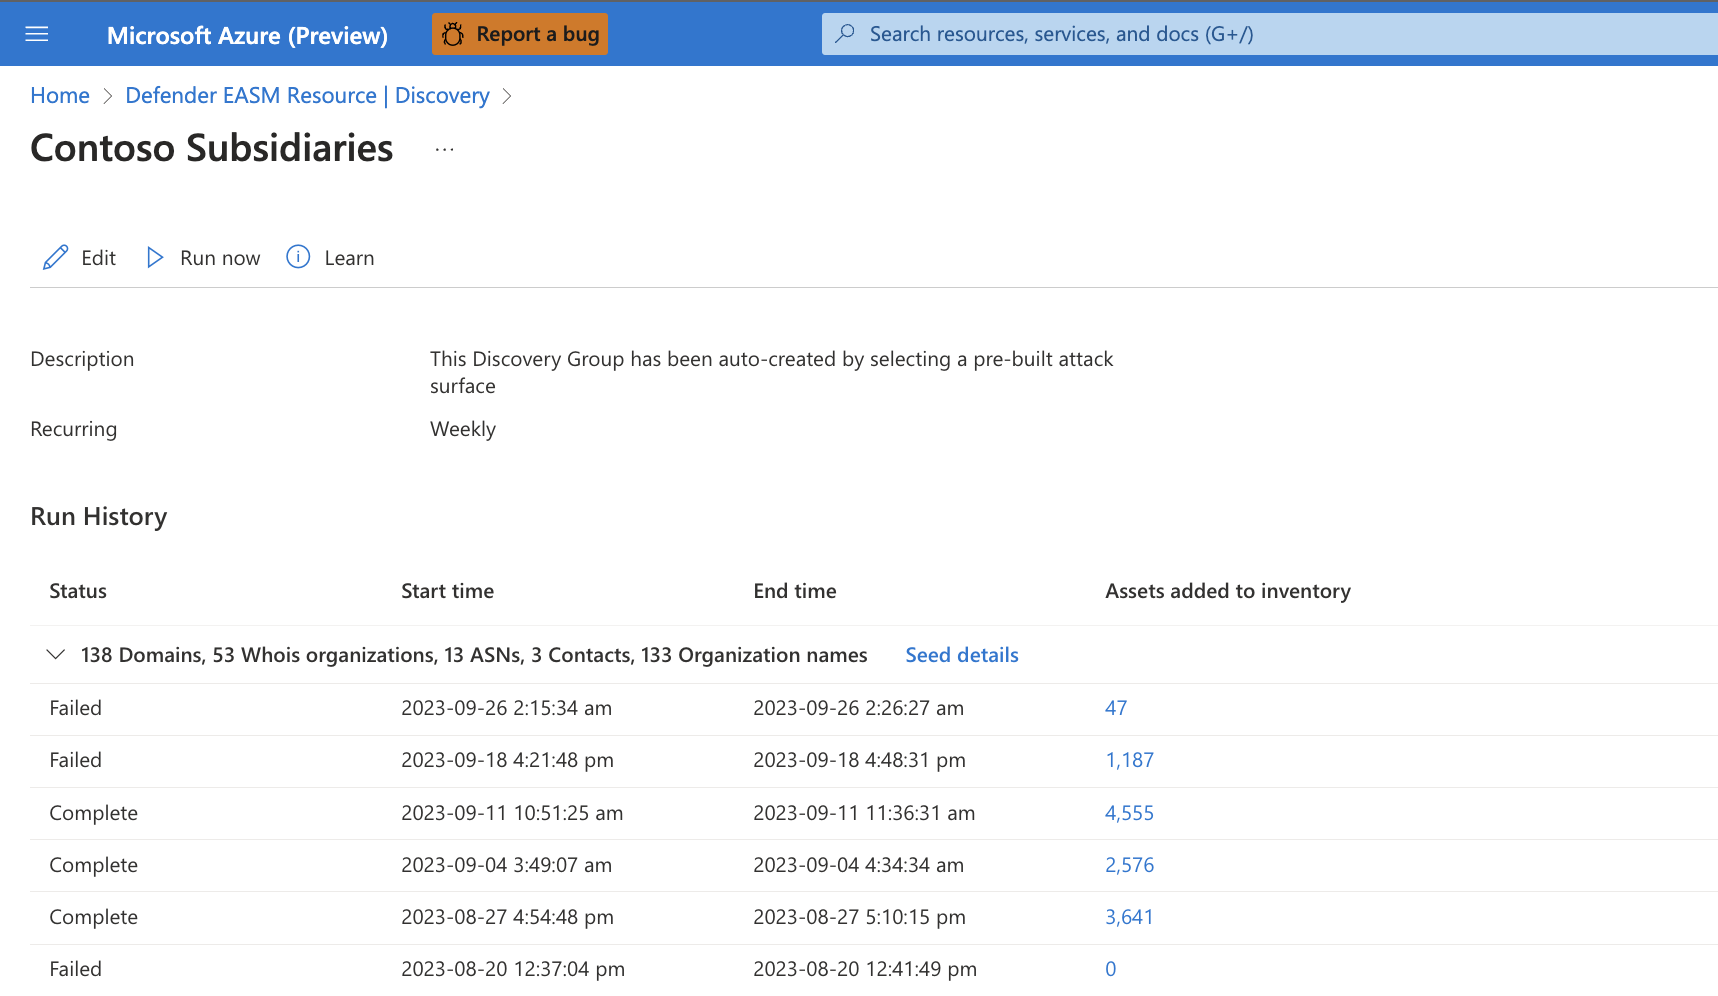 Microsoft Azure (Preview) Report a bug Search resources, services, and docs (G+/)
Home > Defender EASM Resource | Discovery >
Contoso Subsidiaries ...
Edit Run now Learn
Description This Discovery Group has been auto-created by selecting a pre-built attack
surface
Recurring Weekly
Run History
Status Start time End time Assets added to inventory
138 Domains, 53 Whois organizations, 13 ASNs, 3 Contacts, 133 Organization names Seed details
Failed 2023-09-26 2:15:34 am 2023-09-26 2:26:27 am 47
Failed 2023-09-18 4:21:48 pm 2023-09-18 4:48:31 pm 1,187
Complete 2023-09-11 10:51:25 am 2023-09-11 11:36:31 am 4,555
Complete 2023-09-04 3:49:07 am 2023-09-04 4:34:34 am 2,576
Complete 2023-08-27 4:54:48 pm 2023-08-27 5:10:15 pm 3,641
Failed 2023-08-20 12:37:04 pm 2023-08-20 12:41:49 pm 0